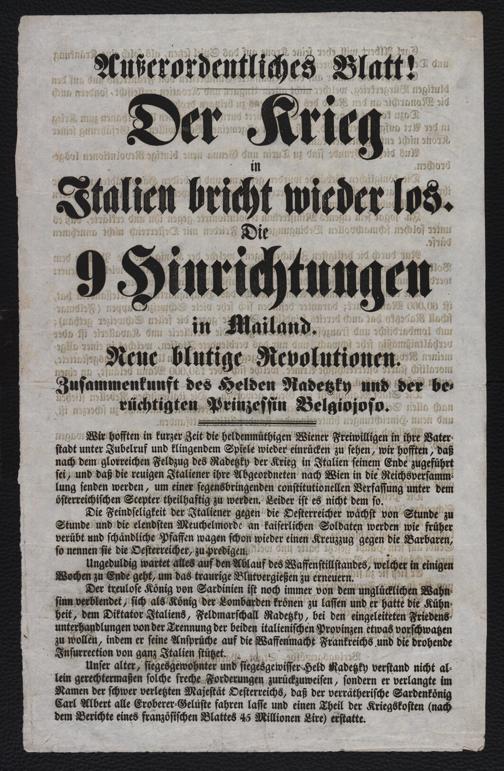 Außerordentliches Blatt!
Der Krieg
in
Italien bricht wieder los.
Die
9 Hinrichtungen
in Mailand.
Neue blutige Revolutionen.
Zusammenkunft des Helden Radetzky und der be-
rüchtigten Prinzessin Belgiojoso.
Wir hofften in kurzer Zeit die heldenmüthigen Wiener Freiwilligen in ihre Vater-
stadt unter Jubelruf und klingendem Spiele wieder einrücken zu sehen, wir hofften, daß
nach dem glorreichen Feldzug des Radetzky der Krieg in Italien seinem Ende zugeführt
sei, und daß die reuigen Italiener ihre Abgeordneten nach Wien in die Reichsversamm-
lung senden werden, um einer segensbringenden constitutionellen Verfassung unter dem
österreichischen Scepter theilhaftig zu werden. Leider ist es nicht dem so.
Die Feindseligkeit der Italiener gegen die Oesterreicher wächst von Stunde zu
Stunde und die elendsten Meuchelmorde an kaiserlichen Soldaten werden wie früher
verübt und schändliche Pfaffen wagen schon wieder einen Kreuzzug gegen die Barbaren,
so nennen sie die Oesterreicher, zu predigen.
Ungeduldig wartet alles auf den Ablauf des Waffenstillstandes, welcher in einigen
Wochen zu Ende geht, um das traurige Blutvergießen zu erneuern.
Der treulose König von Sardinien ist noch immer von dem unglücklichen Wahn-
sinn verblendet, sich als König der Lombarden krönen zu lassen und er hatte die Kühn-
heit, dem Diktator Italiens, Feldmarschall Radetzky, bei den eingeleiteten Friedens-
unterhandlungen von der Trennung der beiden italienischen Provinzen etwas vorschwatzen
zu wollen, indem er seine Ansprüche auf die Waffenmacht Frankreichs und die drohende
Insurrection von ganz Italien stützet.
Unser alter, siegesgewohnter und siegesgewisser Held Radetzky verstand nicht al-
lein gerechtermaßen solche freche Forderungen zurückzuweisen, sondern er verlangte im
Namen der schwer verletzten Majestät Oesterreichs, daß der verrätherische Sardenkönig
Carl Albert alle Eroberer-Gelüste fahren lasse und einen Theil der Kriegskosten (nach
dem Berichte eines französischen Blattes 45 Millionen Lire) erstatte.